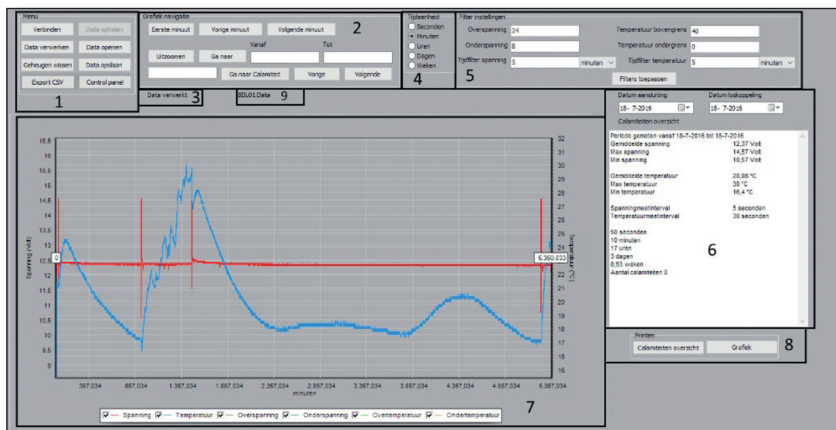 Menu
Verbinden Data ophalen
Data verwerken Data openen
Geheugen wissen Data opslaan
Export CSV Control panel
1
Grafiek navigatie
Eerste minuut Vorige minuut Volgende minuut
2
Vanaf Tot
Uitzoomen Ga naar
Ga naar Calamiteit Vorige Volgende
Data verwerkt
3
BDL01Data
9
Tijdeenheid
Seconden
Minuten
Uren
Dagen
Weken
4
Filter instellingen
Overspanning 24 Temperatuur bovengrens 40
Onderspanning 8 Temperatuur ondergrens 0
Tijdfilter spanning 5 minuten Tijdfilter temperatuur 5 minuten
5
Filters toepassen
Datum aanduiting Datum loskoppeling
18- 7-2016 18- 7-2016
Calamiteiten overzicht
Periode gemeten vanaf 18-7-2016 tot 18-7-2016
Gemiddelde spanning 12,37 Volt
Max spanning 14,57 Volt
Min spanning 10,57 Volt
Gemiddelde temperatuur 20,08 °C
Max temperatuur 30 °C
Min temperatuur 16,4 °C
Spanningmeetinterval 5 seconden
Temperatuurmeetinterval 30 seconden
50 seconden
10 minuten
17 uren
3 dagen
0,53 weken
Aantal calamiteiten 0
6
Printen
Calamiteiten overzicht Grafiek
8
Spanning (Volt)
15,5
15
14,5
14
13,5
13
12,5
12
11,5
11
10,5
10
9,5
9
0
5.360,833
32
31
30
29
28
27
26
25
24
23
22
21
20
19
18
17
16
15
Temperatuur (°C)
367,034 867,034 1.367,034 1.867,034 2.367,034 2.867,034 3.367,034 3.867,034 4.367,034 4.867,034 5.367,034
minuten
Spanning Temperatuur Overspanning Onderspanning Overtemperatuur Ondertemperatuur
7